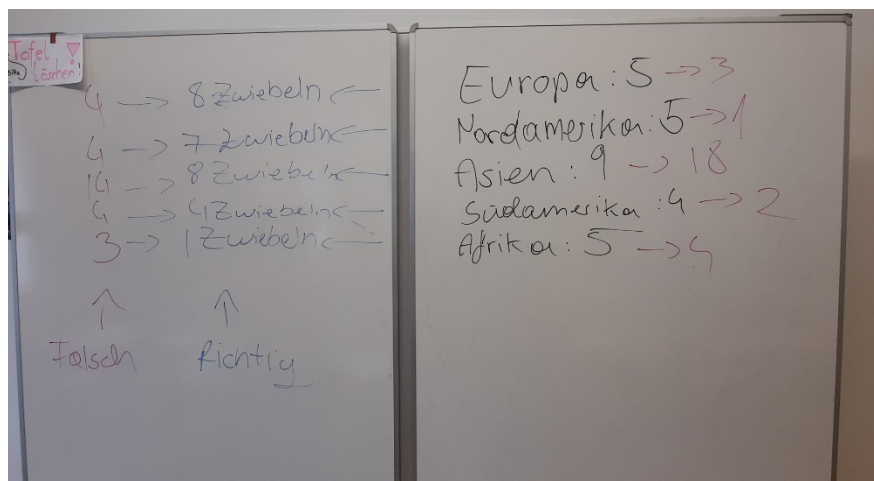 Tafel
löschen!
4 → 8 Zwiebeln ←
4 → 7 Zwiebeln ←
14 → 8 Zwiebeln ←
4 → 4 Zwiebeln ←
3 → 1 Zwiebeln ←
↑ ↑
Falsch Richtig
Europa: 5 → 3
Nordamerika: 5 → 1
Asien: 9 → 18
Südamerika: 4 → 2
Afrika: 5 → 4